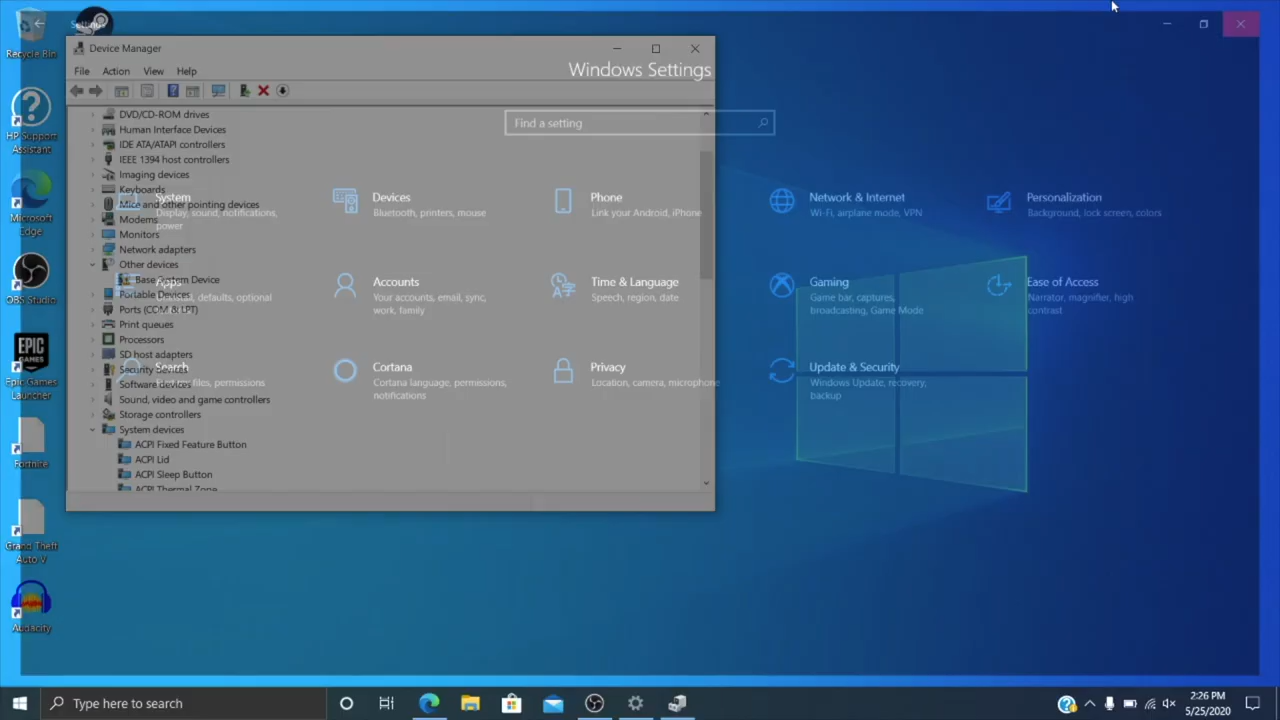 Recycle Bin
HP Support
Assistant
Microsoft
Edge
OBS Studio
Epic Games
Launcher
Fortnite
Grand Theft
Auto V
Audacity
Settings
Device Manager
File Action View Help
DVD/CD-ROM drives
Human Interface Devices
IDE ATA/ATAPI controllers
IEEE 1394 host controllers
Imaging devices
Keyboards
Mice and other pointing devices
Modems
Monitors
Network adapters
Other devices
Base System Device
Portable Devices
Ports (COM & LPT)
Print queues
Processors
SD host adapters
Security devices
Software devices
Sound, video and game controllers
Storage controllers
System devices
ACPI Fixed Feature Button
ACPI Lid
ACPI Sleep Button
ACPI Thermal Zone
Windows Settings
Find a setting
System
Display, sound, notifications,
power
Devices
Bluetooth, printers, mouse
Phone
Link your Android, iPhone
Network & Internet
Wi-Fi, airplane mode, VPN
Personalization
Background, lock screen, colors
Apps
defaults, optional
Accounts
Your accounts, email, sync,
work, family
Time & Language
Speech, region, date
Gaming
Game bar, captures,
broadcasting, Game Mode
Ease of Access
Narrator, magnifier, high
contrast
Search
files, permissions
Cortana
Cortana language, permissions,
notifications
Privacy
Location, camera, microphone
Update & Security
Windows Update, recovery,
backup
EPIC
GAMES
Type here to search
2:26 PM
5/25/2020